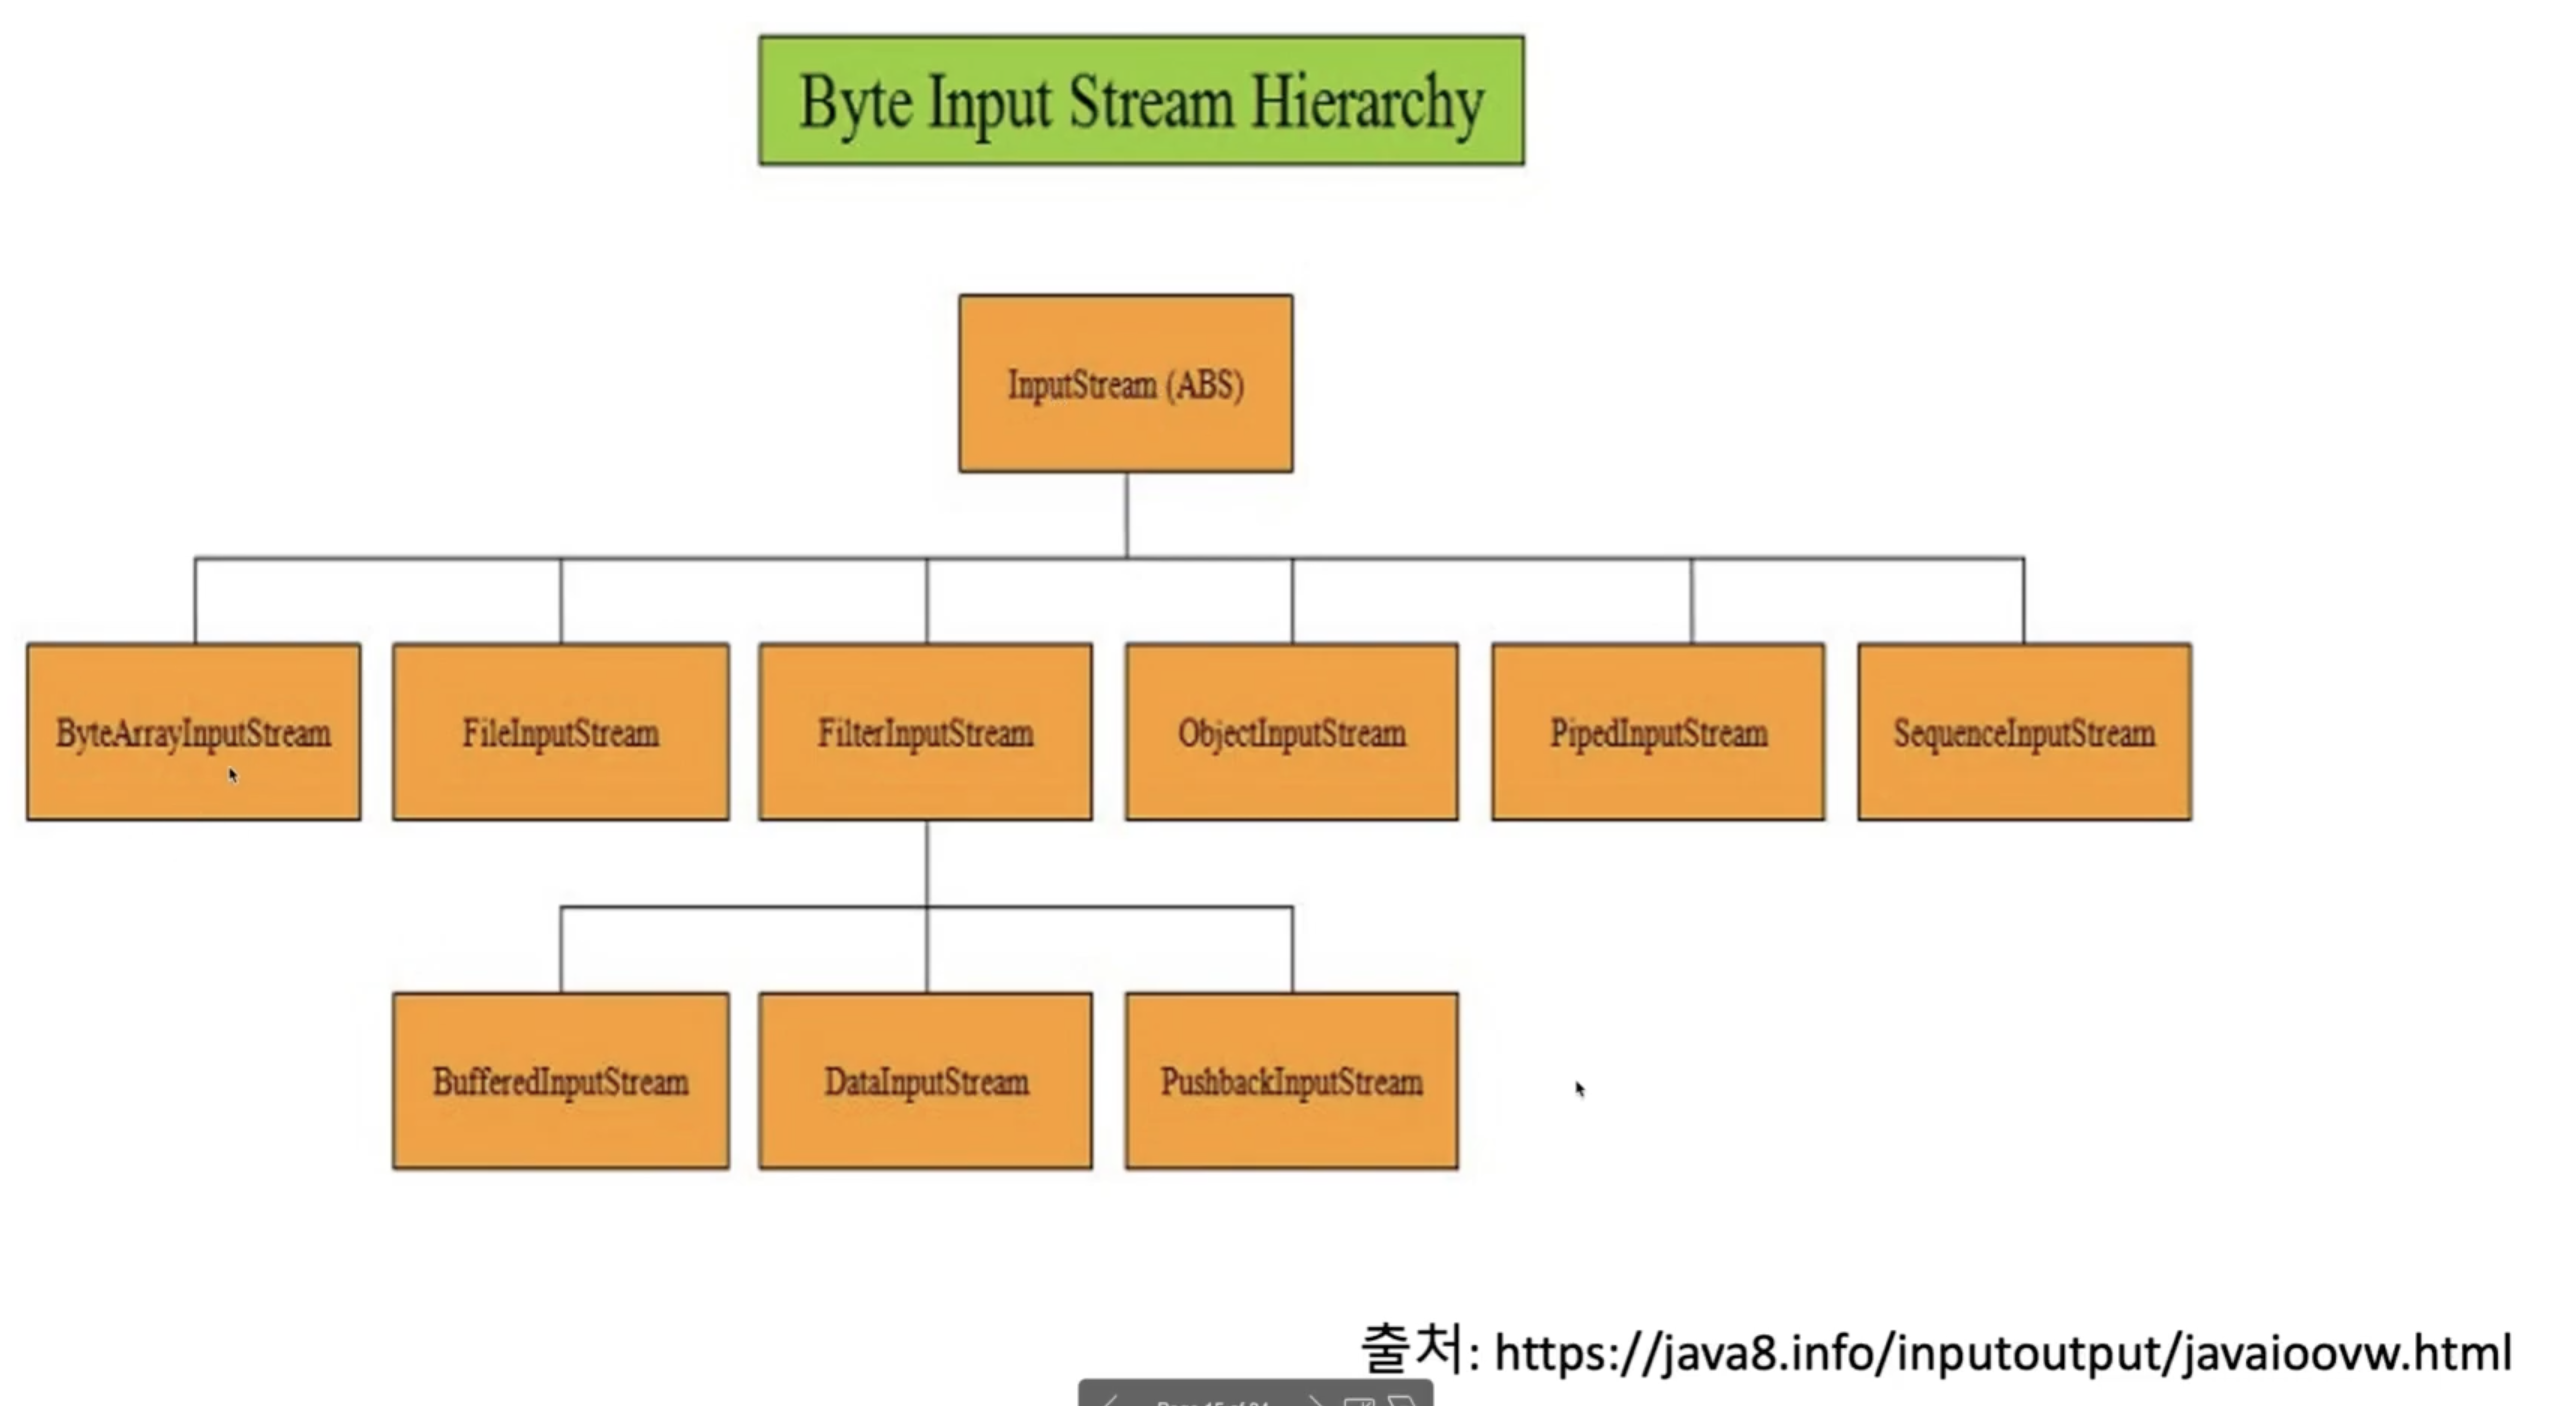 Byte Input Stream Hierarchy
InputStream (ABS)
ByteArrayInputStream
FileInputStream
FilterInputStream
ObjectInputStream
PipedInputStream
SequenceInputStream
BufferedInputStream
DataInputStream
PushbackInputStream
출처: https://java8.info/inputoutput/javaioovw.html